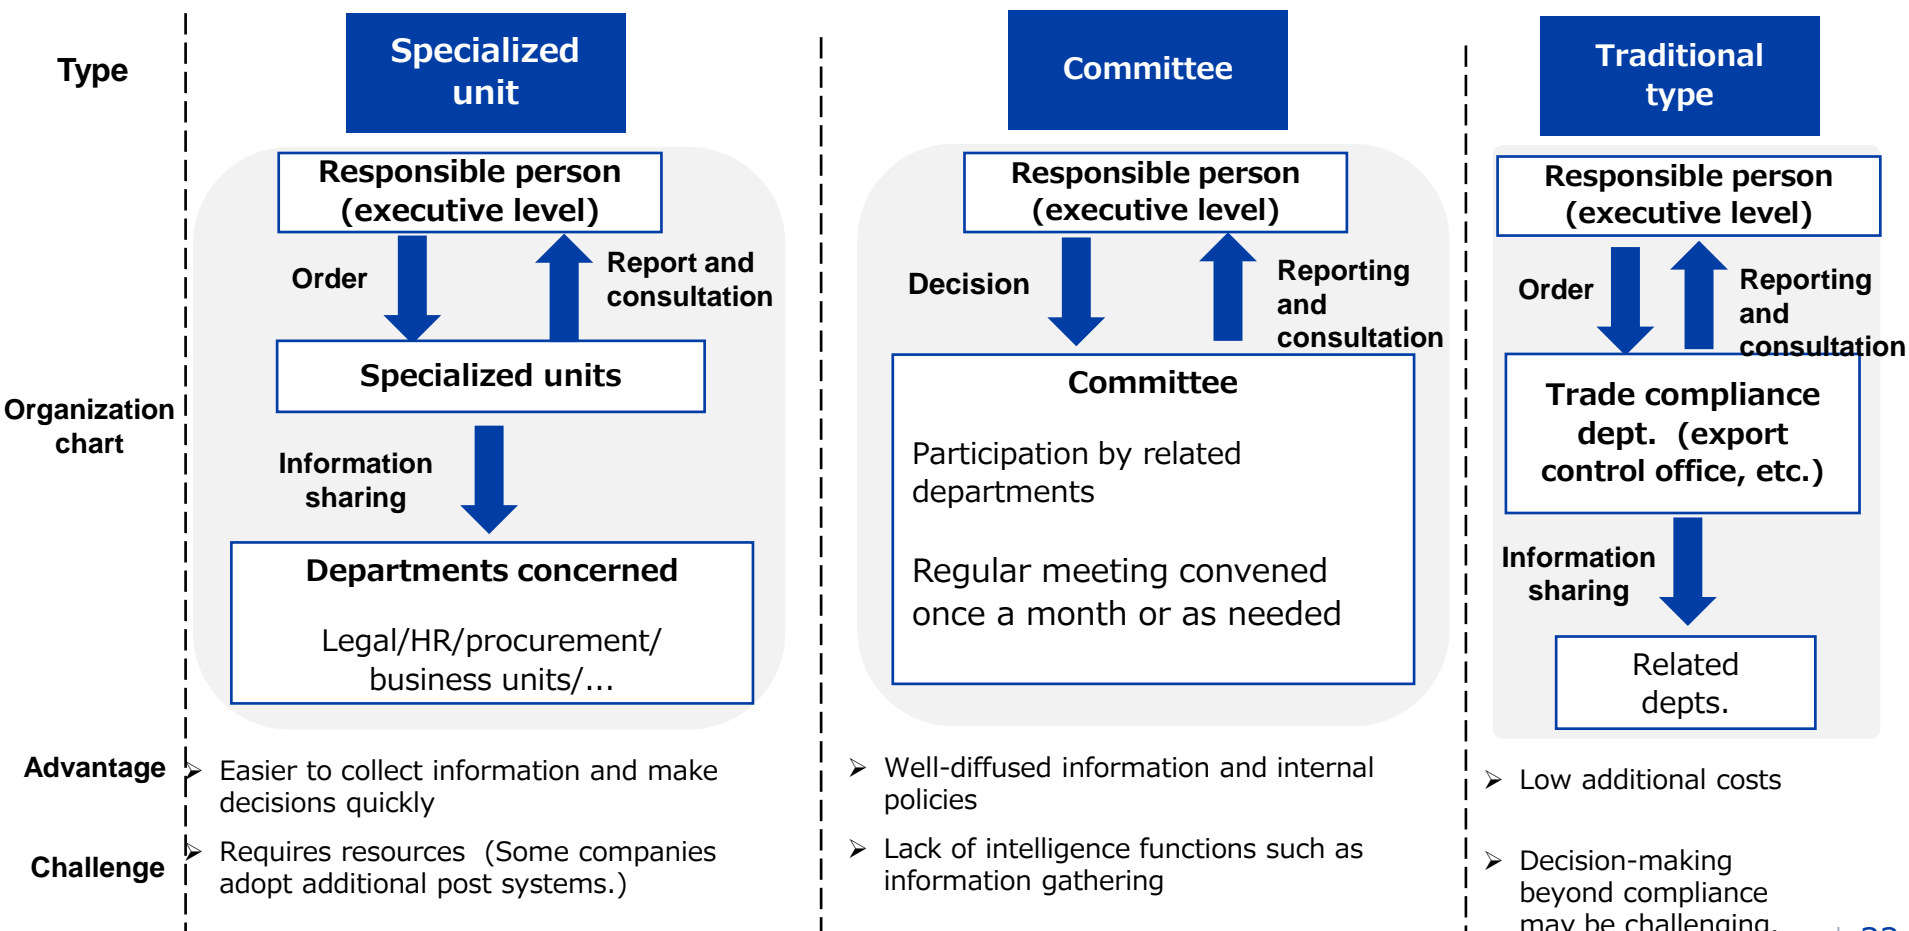 Type
Specialized
unit
Committee
Traditional
type
Organization
chart
Responsible person
(executive level)
Order
Report and
consultation
Specialized units
Information
sharing
Departments concerned
Legal/HR/procurement/
business units/...
Responsible person
(executive level)
Decision
Reporting
and
consultation
Committee
Participation by related
departments
Regular meeting convened
once a month or as needed
Responsible person
(executive level)
Order
Reporting
and
consultation
Trade compliance
dept. (export
control office, etc.)
Information
sharing
Related
depts.
Advantage
➢ Easier to collect information and make
decisions quickly
➢ Well-diffused information and internal
policies
➢ Low additional costs
Challenge
➢ Requires resources (Some companies
adopt additional post systems.)
➢ Lack of intelligence functions such as
information gathering
➢ Decision-making
beyond compliance
may be challenging.